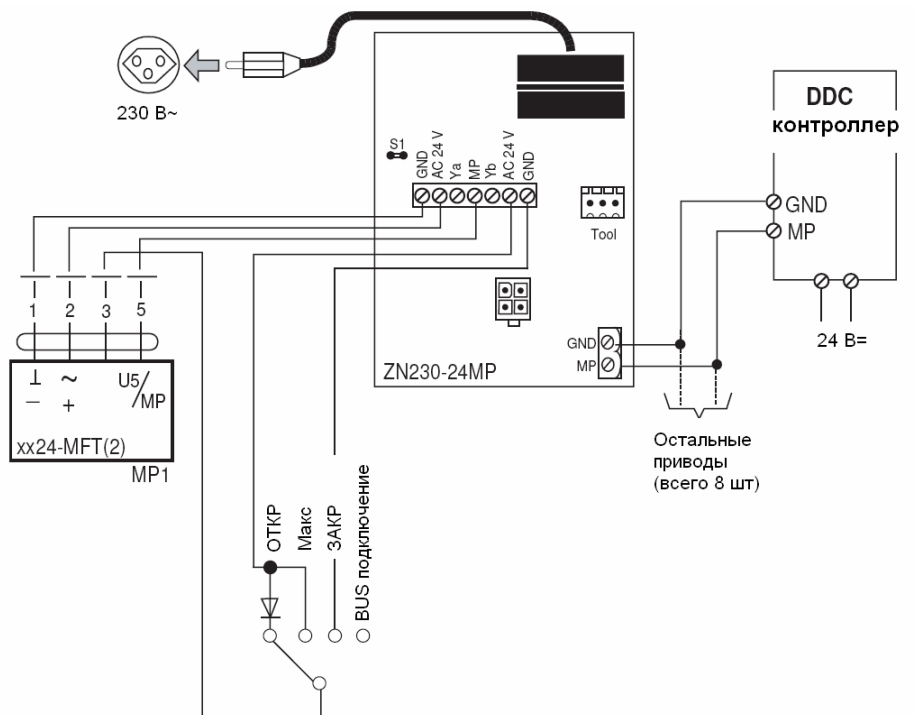 230 В~
S1
GND
AC 24 V
Ya
MP
Yb
AC 24 V
GND
Tool
DDC
контроллер
GND
MP
24 В=
1
2
3
5
⊥
~
U5/MP
–
+
xx24-MFT(2)
MP1
GND
MP
ZN230-24MP
Остальные
приводы
(всего 8 шт)
ОТКР
Макс
ЗАКР
BUS подключение